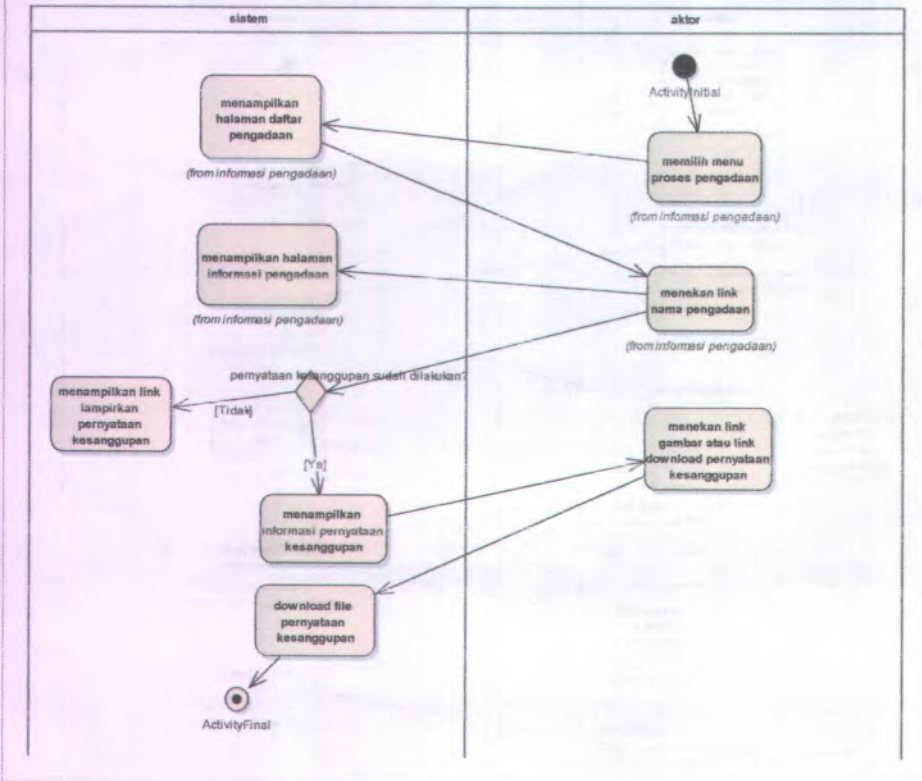 sistem
aktor
ActivityInitial
menampilkan
halaman daftar
pengadaan
(from informasi pengadaan)
memilih menu
proses pengadaan
(from informasi pengadaan)
menampilkan halaman
informasi pengadaan
(from informasi pengadaan)
menekan link
nama pengadaan
(from informasi pengadaan)
pernyataan kesanggupan sudah dilakukan?
menampilkan link
lampirkan
pernyataan
kesanggupan
[Tidak]
menekan link
gambar atau link
download pernyataan
kesanggupan
[Ya]
menampilkan
informasi pernyataan
kesanggupan
download file
pernyataan
kesanggupan
ActivityFinal